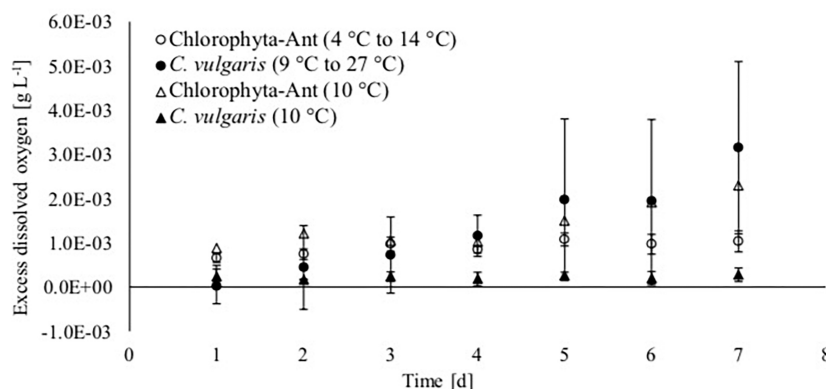 6.0E-03
5.0E-03
4.0E-03
3.0E-03
2.0E-03
1.0E-03
0.0E+00
-1.0E-03
Excess dissolved oxygen [g L⁻¹]
Chlorophyta-Ant (4 °C to 14 °C)
C. vulgaris (9 °C to 27 °C)
Chlorophyta-Ant (10 °C)
C. vulgaris (10 °C)
0 1 2 3 4 5 6 7 8
Time [d]